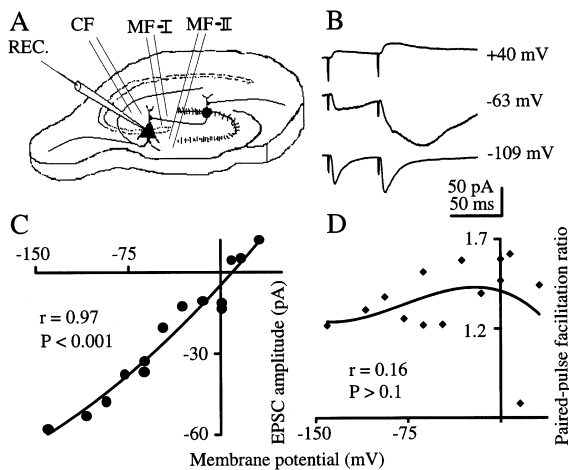 A
CF
MF-I
MF-II
REC.
B
+40 mV
-63 mV
-109 mV
50 pA
50 ms
C
-150
-75
r = 0.97
P < 0.001
-30
-60
EPSC amplitude (pA)
D
1.7
1.2
r = 0.16
P > 0.1
-150
-75
Paired-pulse facilitation ratio
Membrane potential (mV)